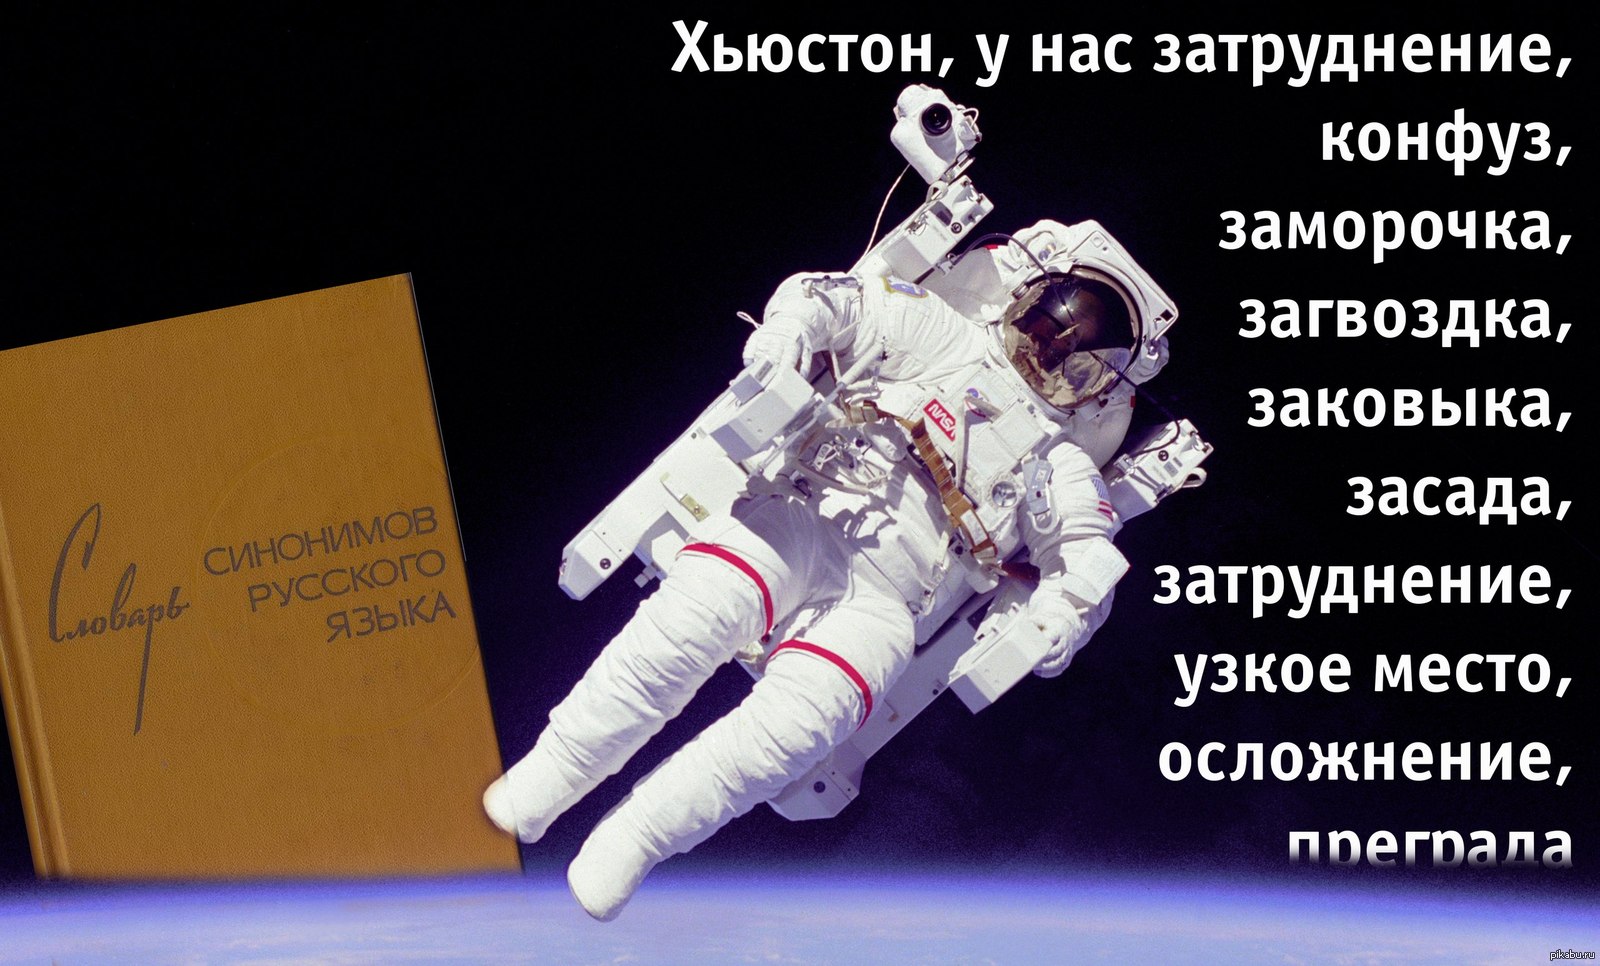 Хьюстон, у нас затруднение,
конфуз,
заморочка,
загвоздка,
заковыка,
засада,
затруднение,
узкое место,
осложнение,
преграда
Словарь
СИНОНИМОВ
РУССКОГО
ЯЗЫКА
NASA
pikabu.ru